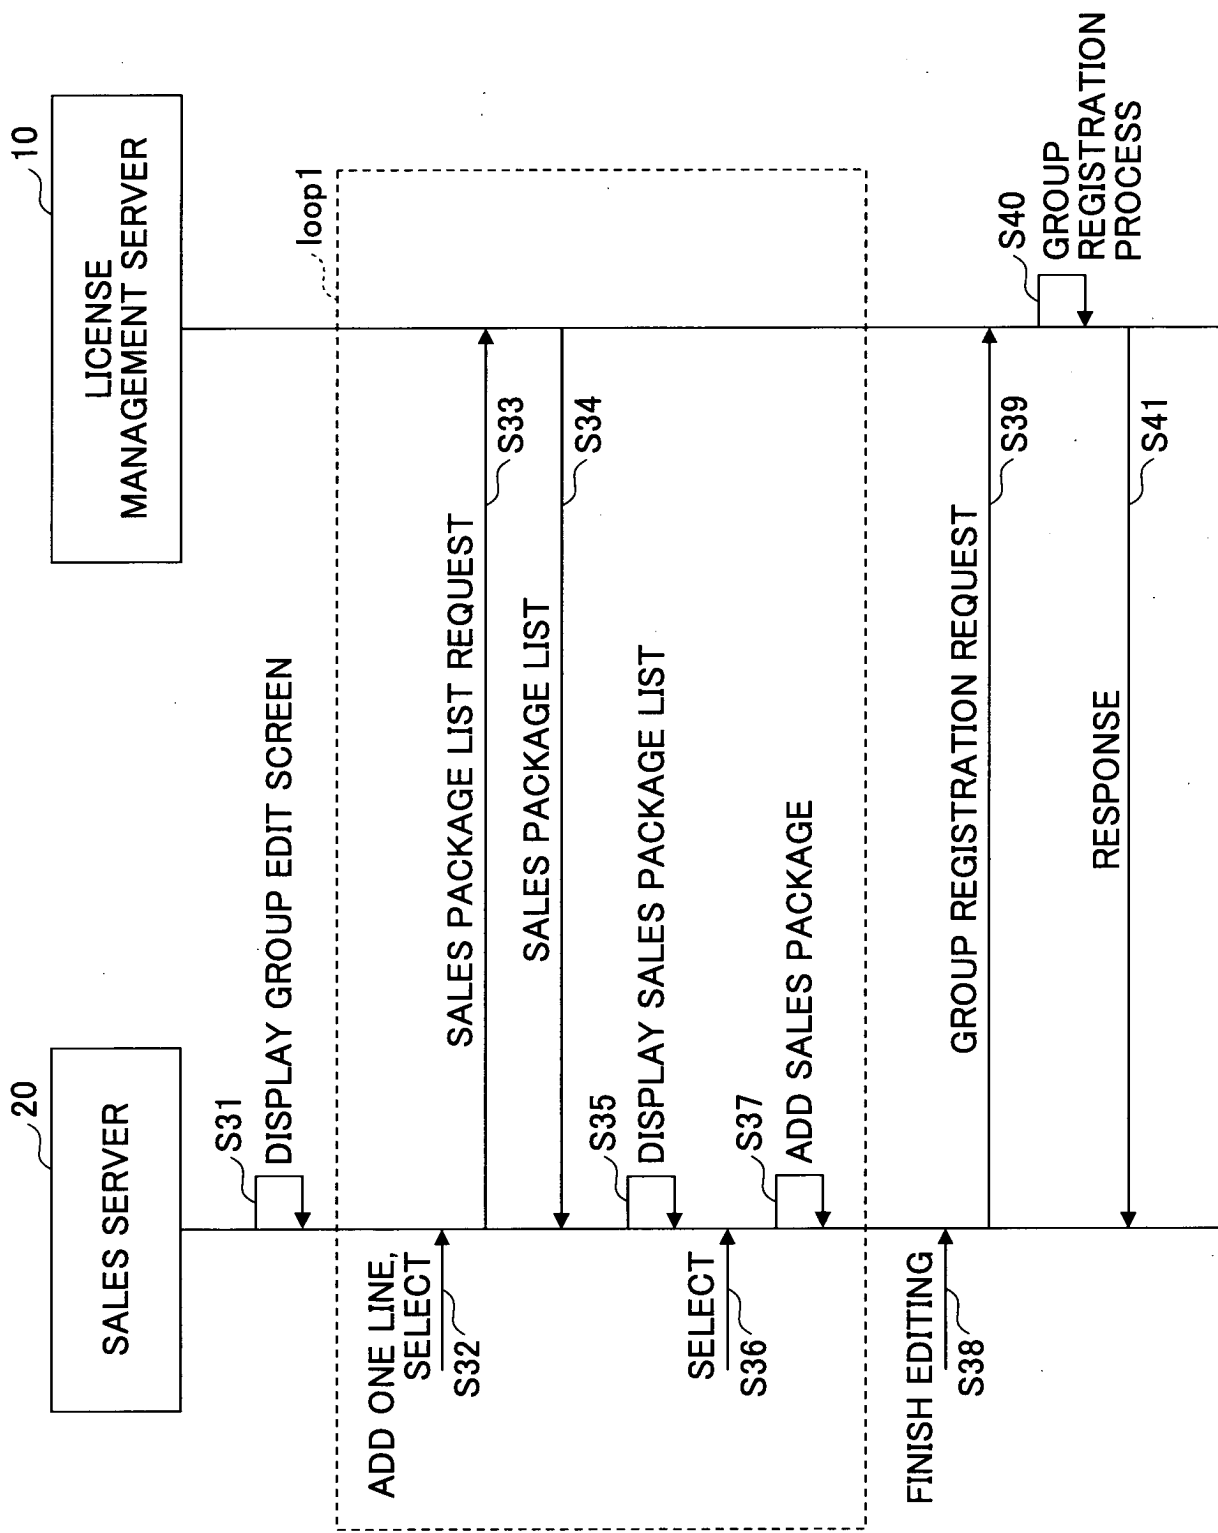 20
SALES SERVER
10
LICENSE
MANAGEMENT SERVER
S31
DISPLAY GROUP EDIT SCREEN
loop1
ADD ONE LINE,
SELECT
S32
SALES PACKAGE LIST REQUEST
S33
SALES PACKAGE LIST
S34
S35
DISPLAY SALES PACKAGE LIST
SELECT
S36
S37
ADD SALES PACKAGE
FINISH EDITING
S38
GROUP REGISTRATION REQUEST
S39
S40
GROUP
REGISTRATION
PROCESS
RESPONSE
S41